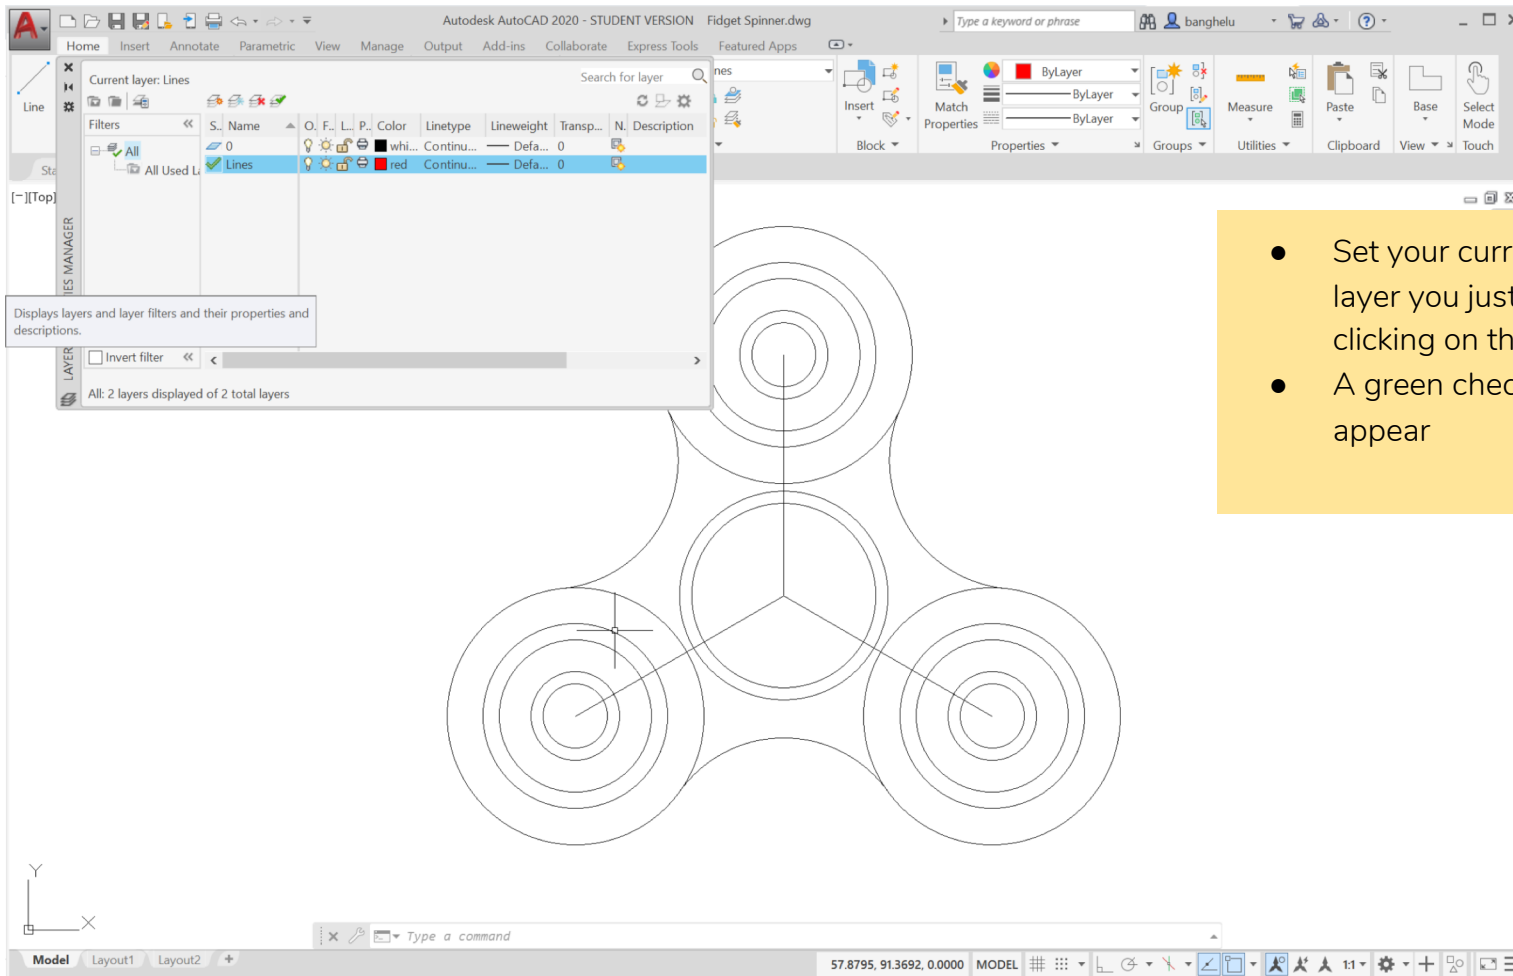 Autodesk AutoCAD 2020 - STUDENT VERSION Fidget Spinner.dwg
Type a keyword or phrase
banghelu
Home Insert Annotate Parametric View Manage Output Add-ins Collaborate Express Tools Featured Apps
Line
Current layer: Lines
Search for layer
Filters
S.. Name O. F.. L... P.. Color Linetype Lineweight Transp... N. Description
All
0 whi... Continu... Defa... 0
All Used
Lines red Continu... Defa... 0
Invert filter
All: 2 layers displayed of 2 total layers
Displays layers and layer filters and their properties and
descriptions.
Insert
Block
Match
Properties
ByLayer
ByLayer
ByLayer
Properties
Group
Groups
Measure
Utilities
Paste
Clipboard
Base
View
Select
Mode
Touch
[−][Top]
● Set your curr
layer you just
clicking on th
● A green chec
appear
Y
X
Type a command
Model Layout1 Layout2 +
57.8795, 91.3692, 0.0000 MODEL 1:1